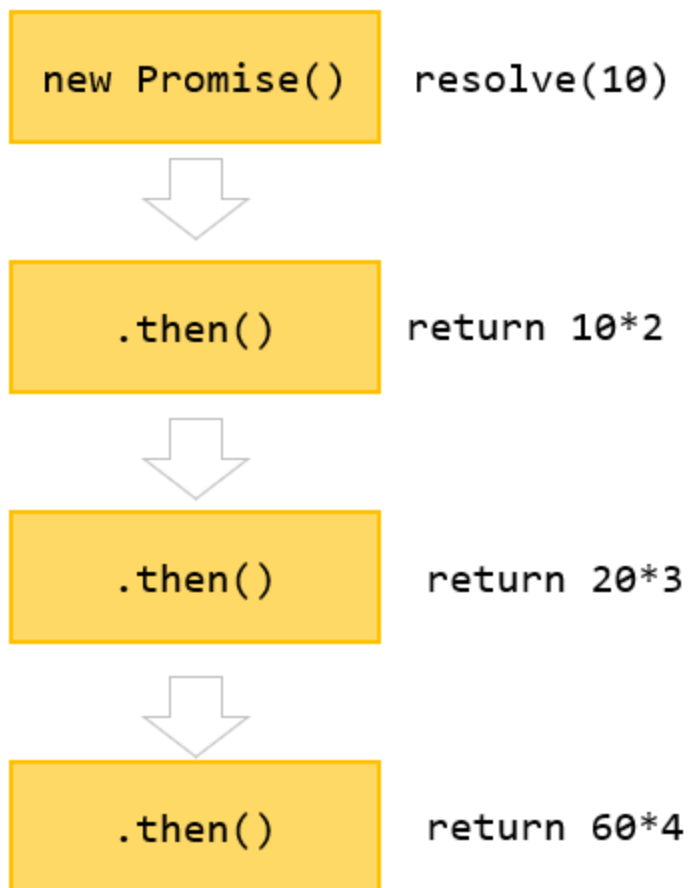 new Promise() resolve(10)
.then() return 10*2
.then() return 20*3
.then() return 60*4